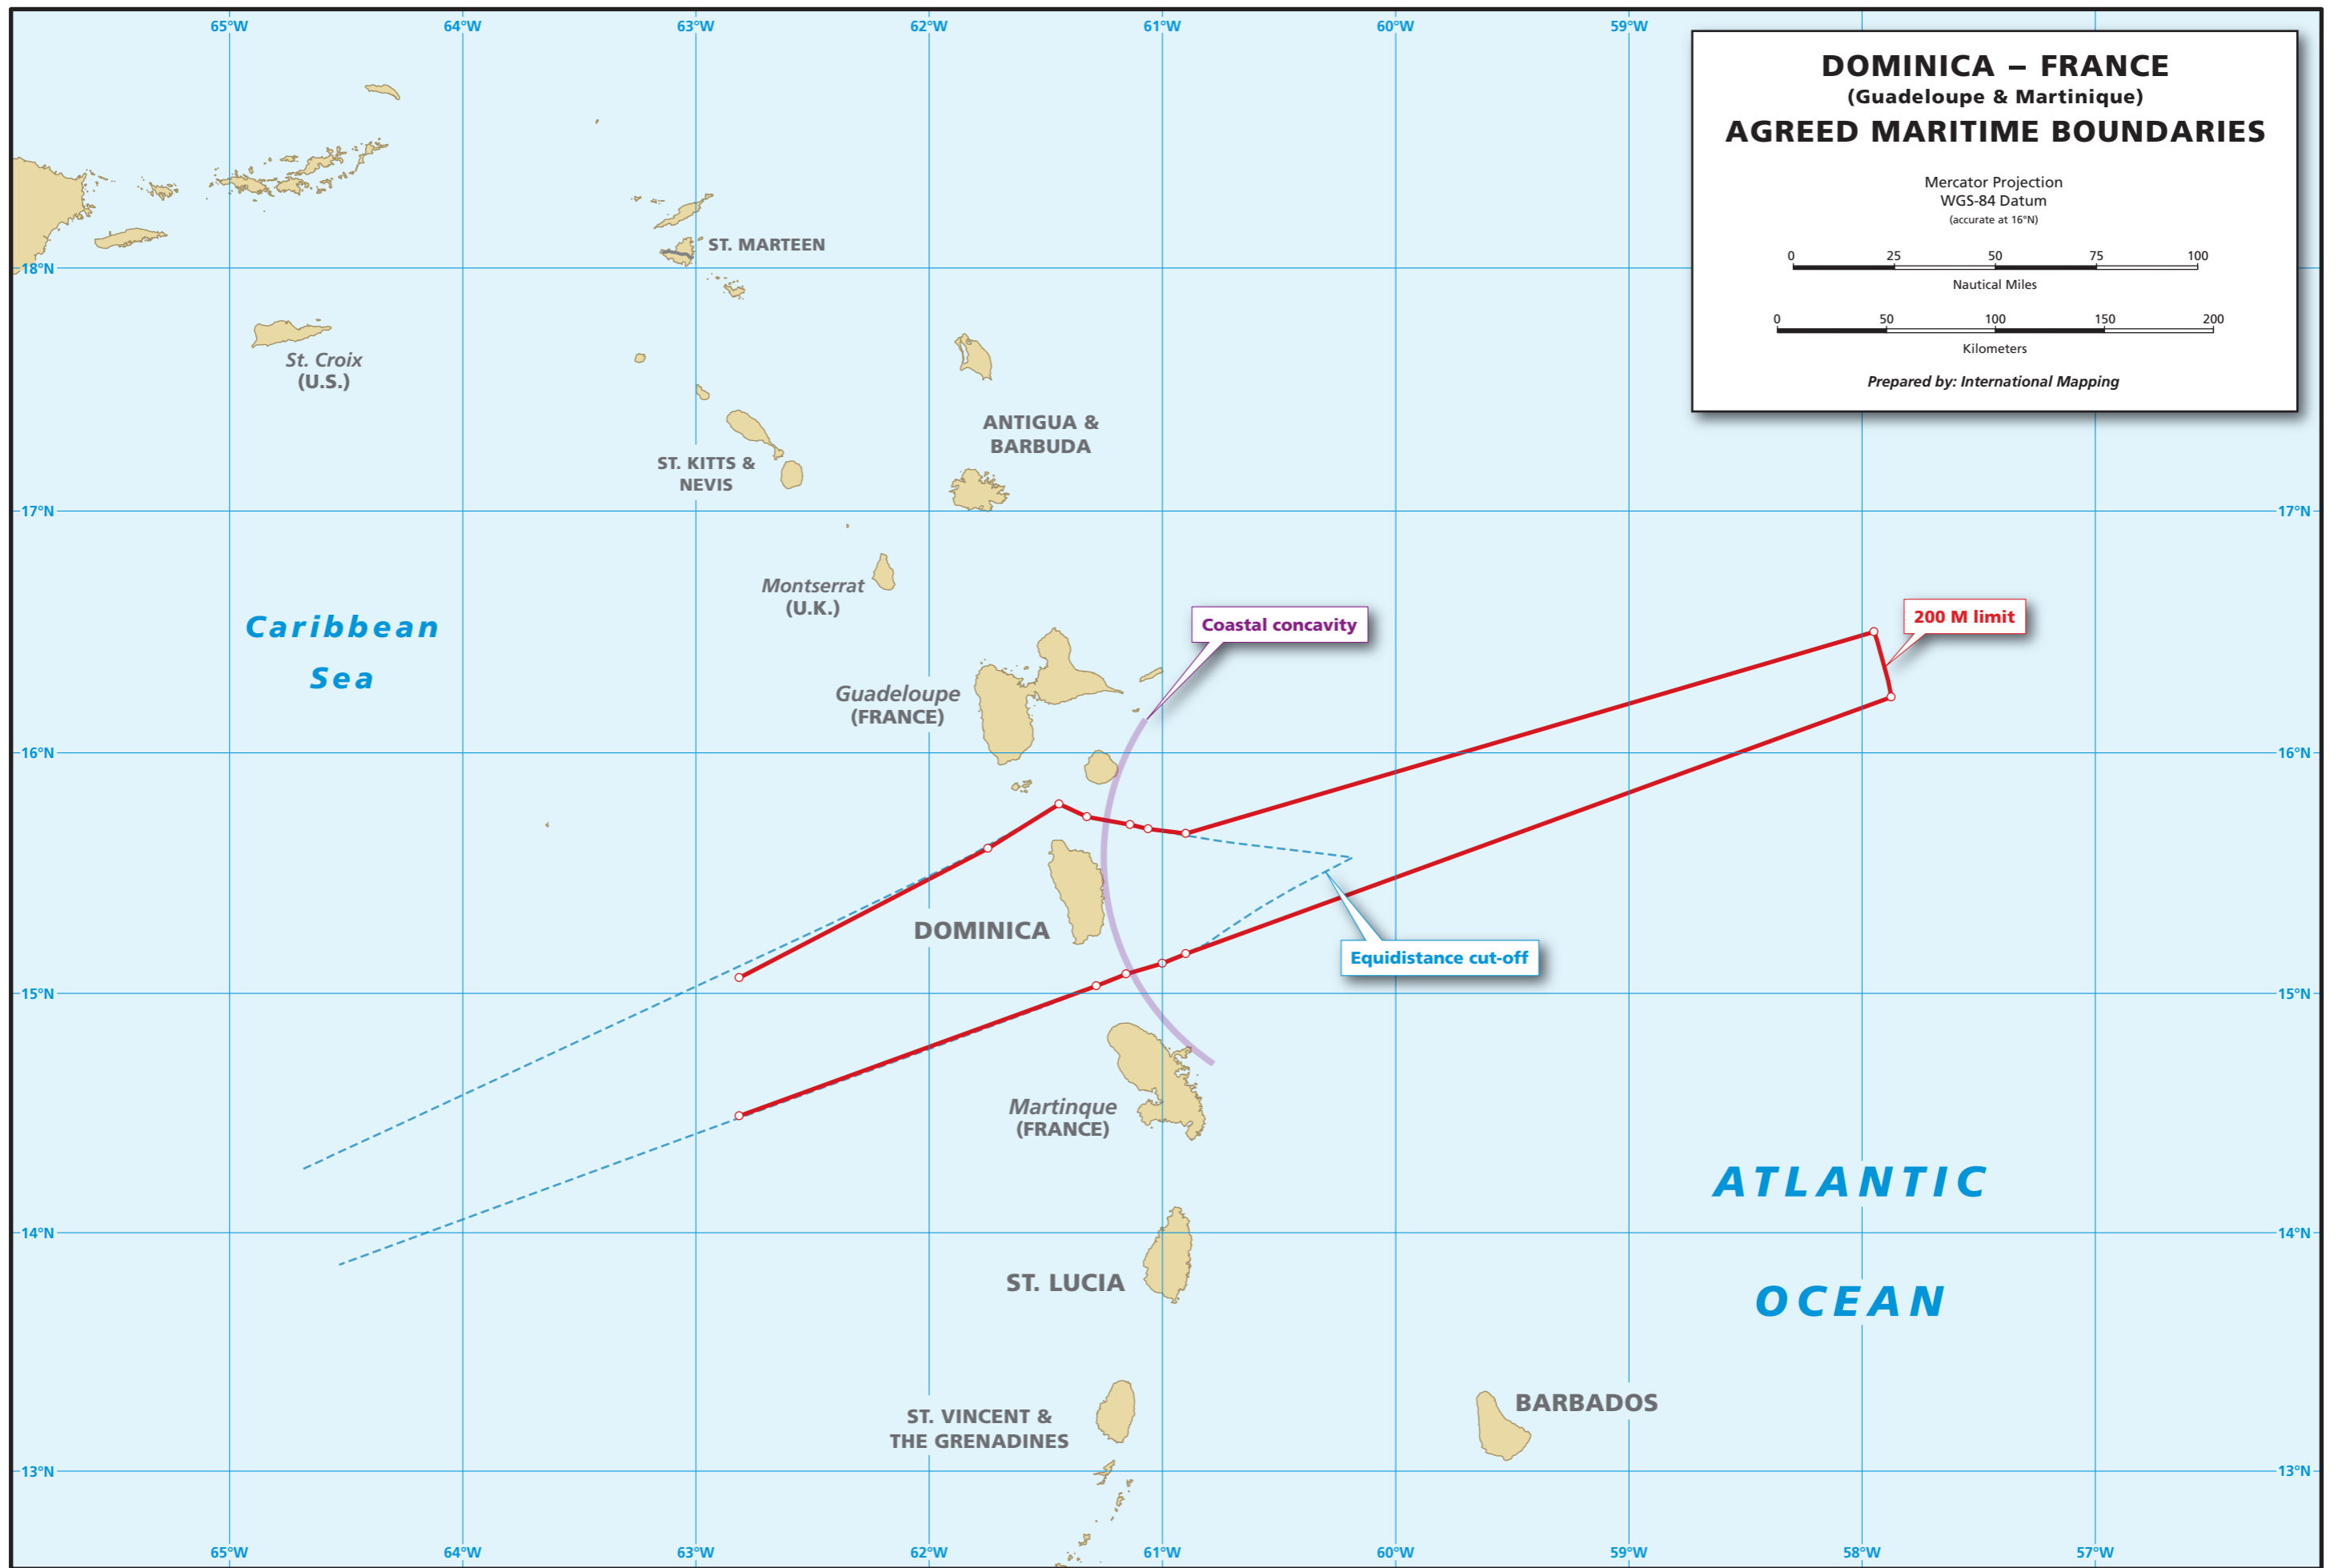 65°W 64°W 63°W 62°W 61°W 60°W 59°W
DOMINICA – FRANCE
(Guadeloupe & Martinique)
AGREED MARITIME BOUNDARIES
Mercator Projection
WGS-84 Datum
(accurate at 16°N)
0 25 50 75 100
Nautical Miles
0 50 100 150 200
Kilometers
Prepared by: International Mapping
ST. MARTEEN
18°N
St. Croix
(U.S.)
ANTIGUA &
BARBUDA
ST. KITTS &
NEVIS
17°N 17°N
Montserrat
(U.K.)
Caribbean
Sea
Coastal concavity
200 M limit
Guadeloupe
(FRANCE)
16°N 16°N
DOMINICA
Equidistance cut-off
15°N 15°N
Martinque
(FRANCE)
ATLANTIC
OCEAN
14°N 14°N
ST. LUCIA
BARBADOS
ST. VINCENT &
THE GRENADINES
13°N 13°N
65°W 64°W 63°W 62°W 61°W 60°W 59°W 58°W 57°W